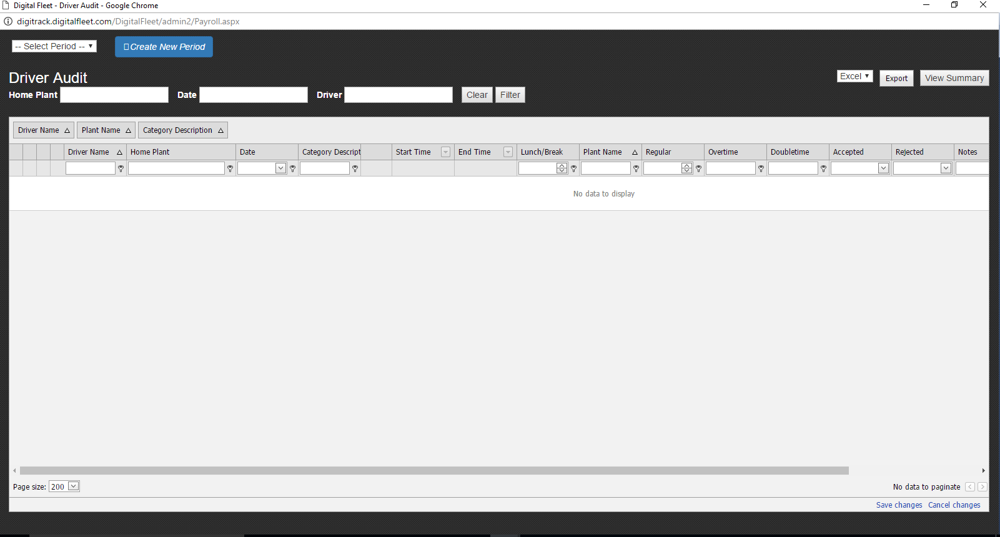 Digital Fleet - Driver Audit - Google Chrome
digitrack.digitalfleet.com/DigitalFleet/admin2/Payroll.aspx
-- Select Period -- Create New Period
Driver Audit Excel Export View Summary
Home Plant Date Driver Clear Filter
Driver Name Plant Name Category Description
Driver Name Home Plant Date Category Descript Start Time End Time Lunch/Break Plant Name Regular Overtime Doubletime Accepted Rejected Notes
No data to display
Page size: 200 No data to paginate
Save changes Cancel changes